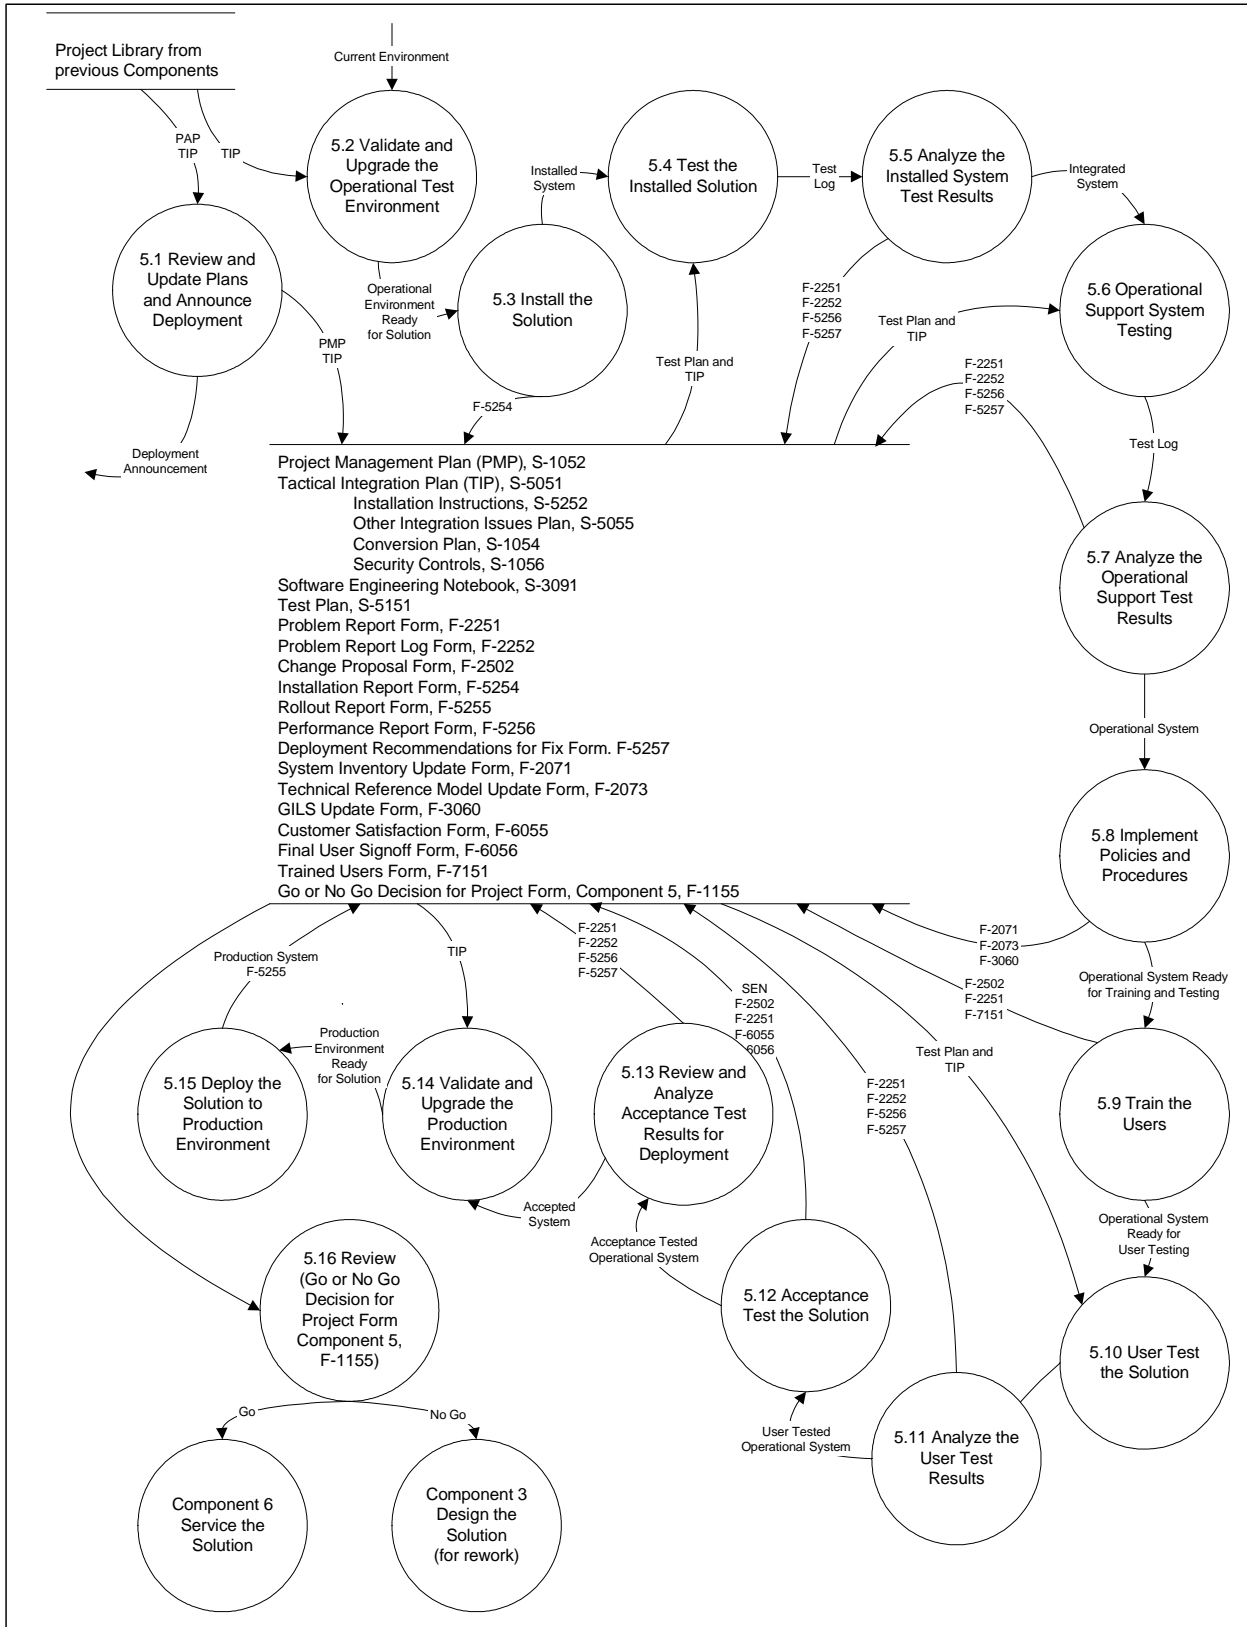 Project Library from
previous Components
Current Environment
PAP
TIP
TIP
5.2 Validate and
Upgrade the
Operational Test
Environment
Installed
System
5.4 Test the
Installed Solution
Test
Log
5.5 Analyze the
Installed System
Test Results
Integrated
System
5.1 Review and
Update Plans
and Announce
Deployment
Operational
Environment
Ready
for Solution
5.3 Install the
Solution
F-2251
F-2252
F-5256
F-5257
Test Plan and
TIP
5.6 Operational
Support System
Testing
PMP
TIP
Test Plan and
TIP
F-2251
F-2252
F-5256
F-5257
F-5254
Deployment
Announcement
Test Log
Project Management Plan (PMP), S-1052
Tactical Integration Plan (TIP), S-5051
Installation Instructions, S-5252
Other Integration Issues Plan, S-5055
Conversion Plan, S-1054
Security Controls, S-1056
Software Engineering Notebook, S-3091
Test Plan, S-5151
Problem Report Form, F-2251
Problem Report Log Form, F-2252
Change Proposal Form, F-2502
Installation Report Form, F-5254
Rollout Report Form, F-5255
Performance Report Form, F-5256
Deployment Recommendations for Fix Form. F-5257
System Inventory Update Form, F-2071
Technical Reference Model Update Form, F-2073
GILS Update Form, F-3060
Customer Satisfaction Form, F-6055
Final User Signoff Form, F-6056
Trained Users Form, F-7151
Go or No Go Decision for Project Form, Component 5, F-1155
5.7 Analyze the
Operational
Support Test
Results
Operational System
5.8 Implement
Policies and
Procedures
Production System
F-5255
TIP
F-2251
F-2252
F-5256
F-5257
SEN
F-2502
F-2251
F-6055
6056
F-2071
F-2073
F-3060
Operational System Ready
for Training and Testing
F-2502
F-2251
F-7151
Production
Environment
Ready
for Solution
Test Plan and
TIP
5.15 Deploy the
Solution to
Production
Environment
5.14 Validate and
Upgrade the
Production
Environment
5.13 Review and
Analyze
Acceptance Test
Results for
Deployment
F-2251
F-2252
F-5256
F-5257
5.9 Train the
Users
Accepted
System
Acceptance Tested
Operational System
Operational System
Ready for
User Testing
5.16 Review
(Go or No Go
Decision for
Project Form
Component 5,
F-1155)
5.12 Acceptance
Test the Solution
5.10 User Test
the Solution
Go
No Go
User Tested
Operational System
5.11 Analyze the
User Test
Results
Component 6
Service the
Solution
Component 3
Design the
Solution
(for rework)